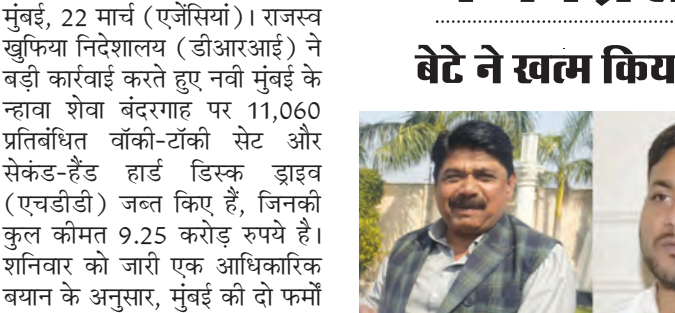 मुंबई, 22 मार्च (एजेंसियां)। राजस्व
खुफिया निदेशालय (डीआरआई) ने
बड़ी कार्रवाई करते हुए नवी मुंबई के
न्हावा शेवा बंदरगाह पर 11,060
प्रतिबंधित वॉकी-टॉकी सेट और
सेकंड-हैंड हार्ड डिस्क ड्राइव
(एचडीडी) जब्त किए हैं, जिनकी
कुल कीमत 9.25 करोड़ रुपये है।
शनिवार को जारी एक आधिकारिक
बयान के अनुसार, मुंबई की दो फर्मों
बेटे ने खत्म किय